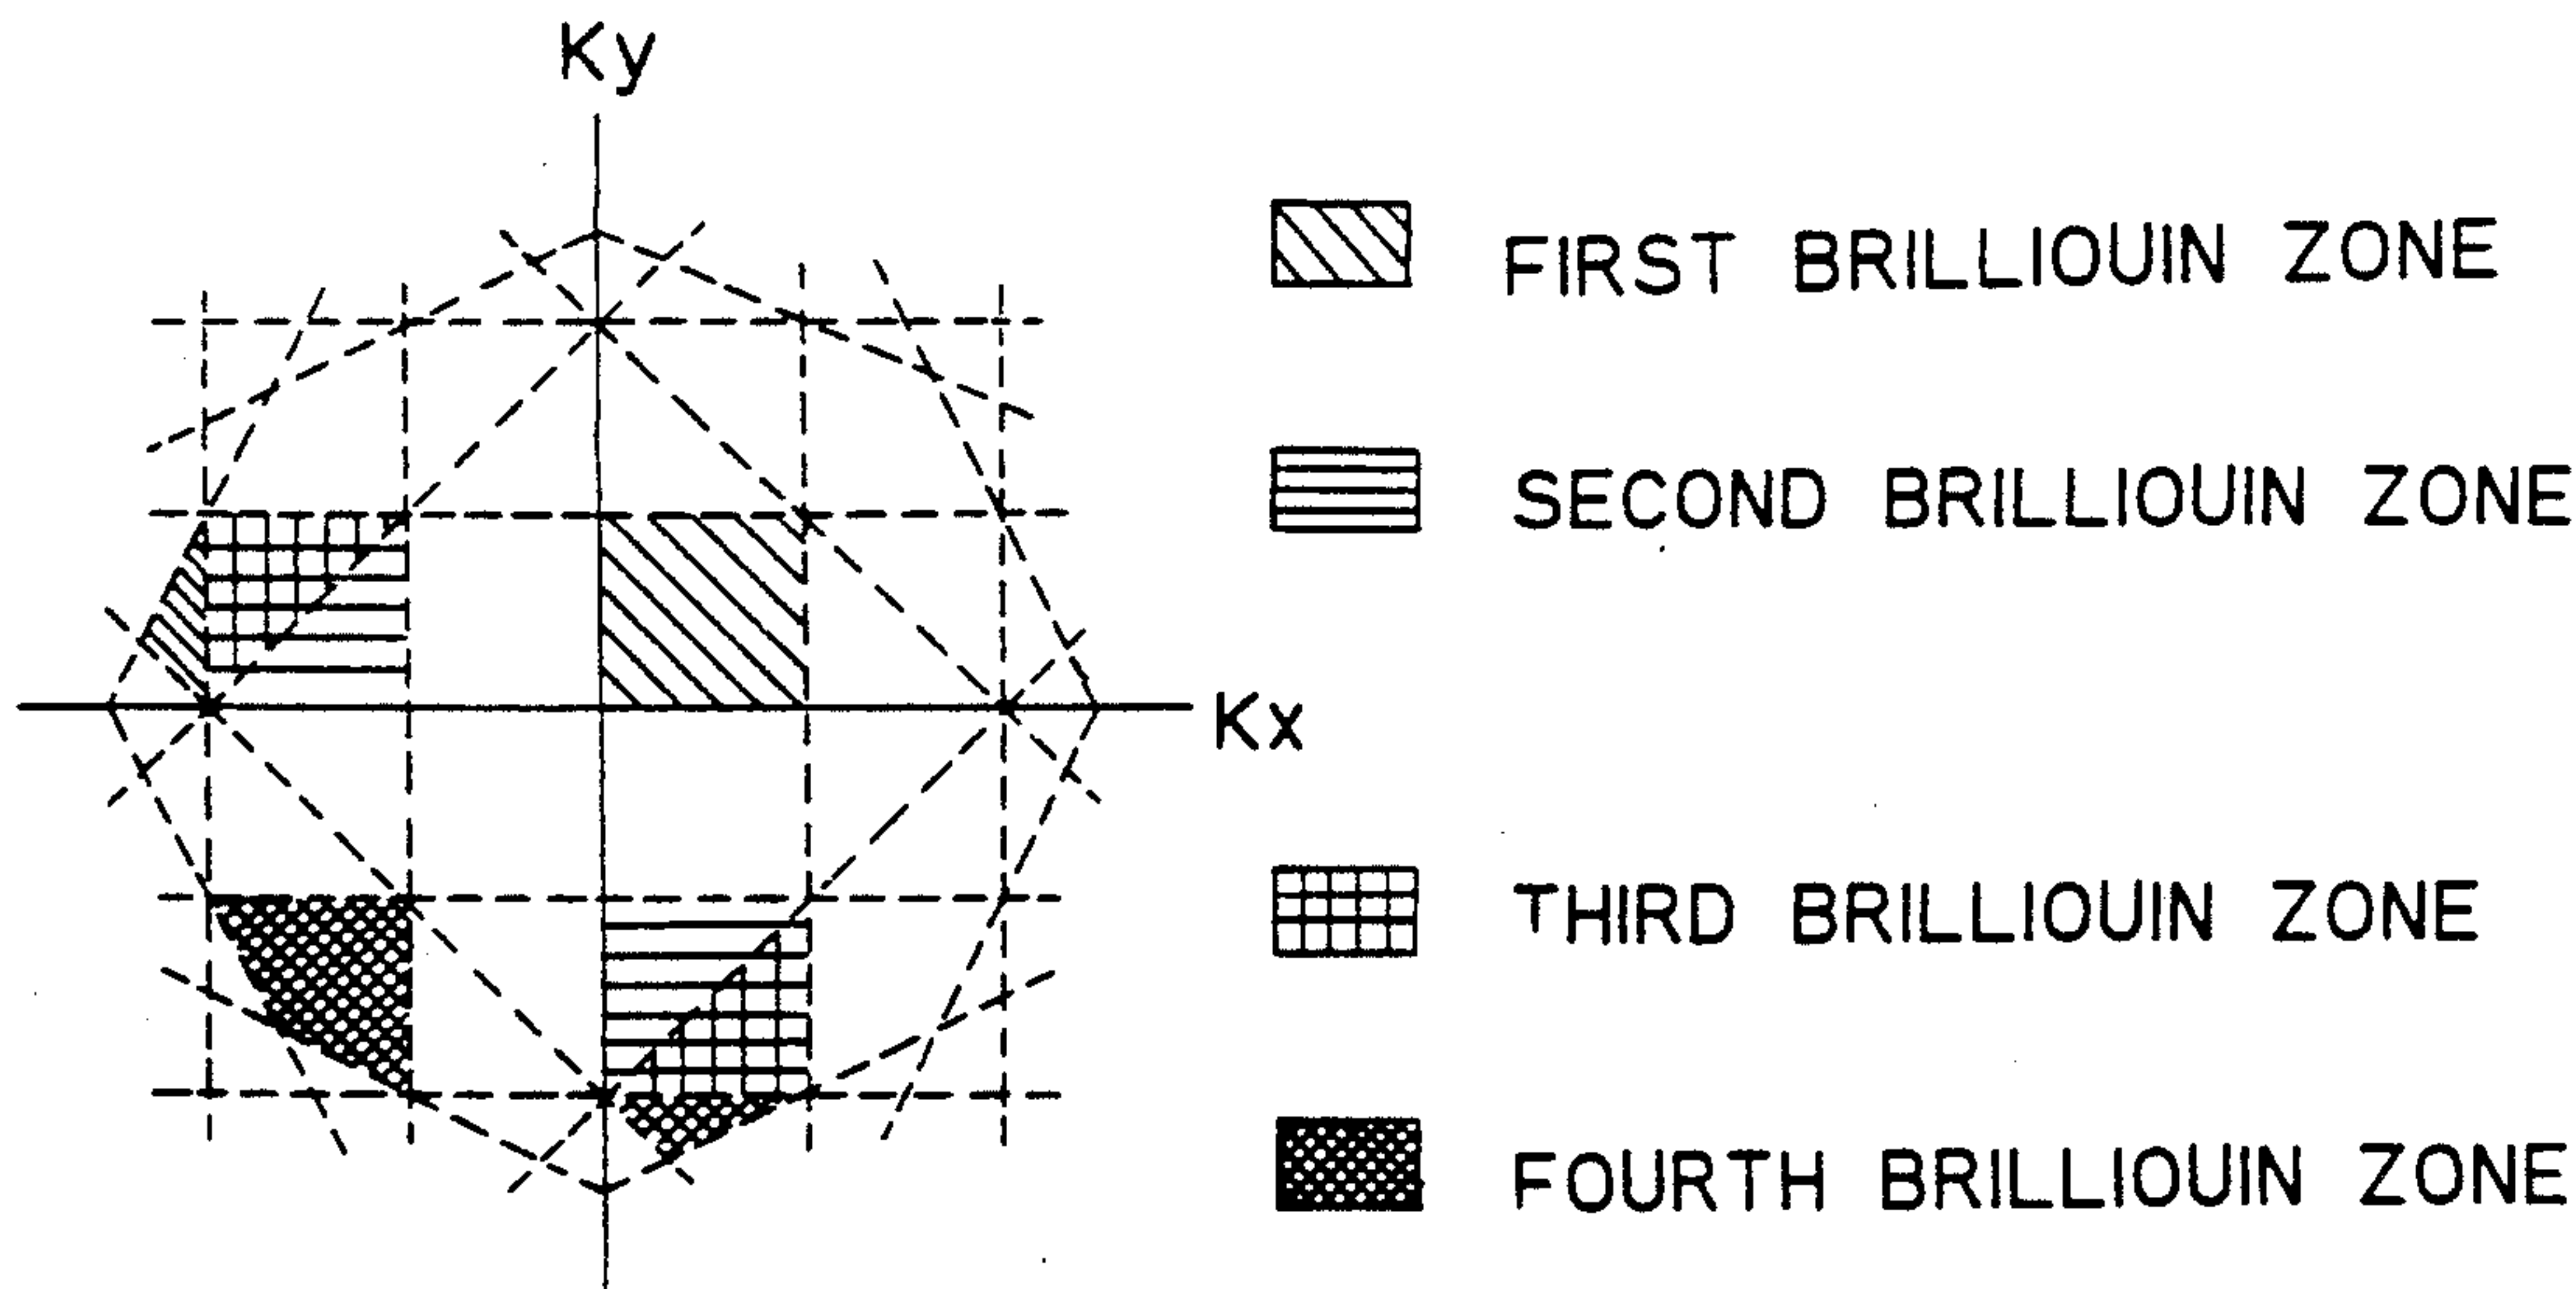 Ky
Kx
FIRST BRILLIOUIN ZONE
SECOND BRILLIOUIN ZONE
THIRD BRILLIOUIN ZONE
FOURTH BRILLIOUIN ZONE